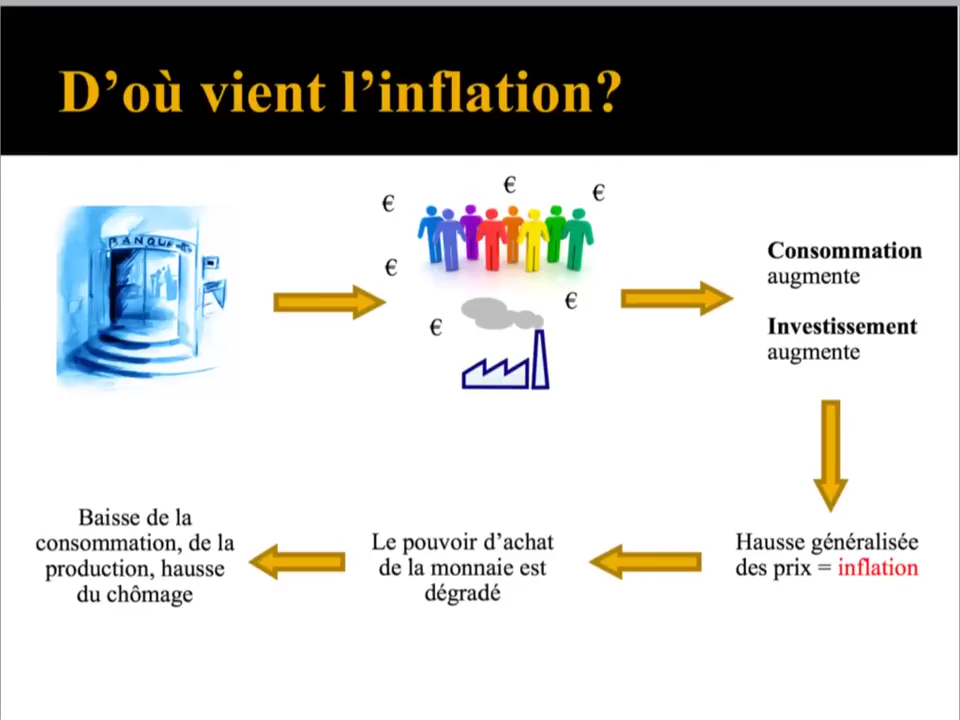 D’où vient l’inflation?
BANQUE
€
€
€
€
€
€
Consommation
augmente
Investissement
augmente
Hausse généralisée
des prix = inflation
Le pouvoir d’achat
de la monnaie est
dégradé
Baisse de la
consommation, de la
production, hausse
du chômage